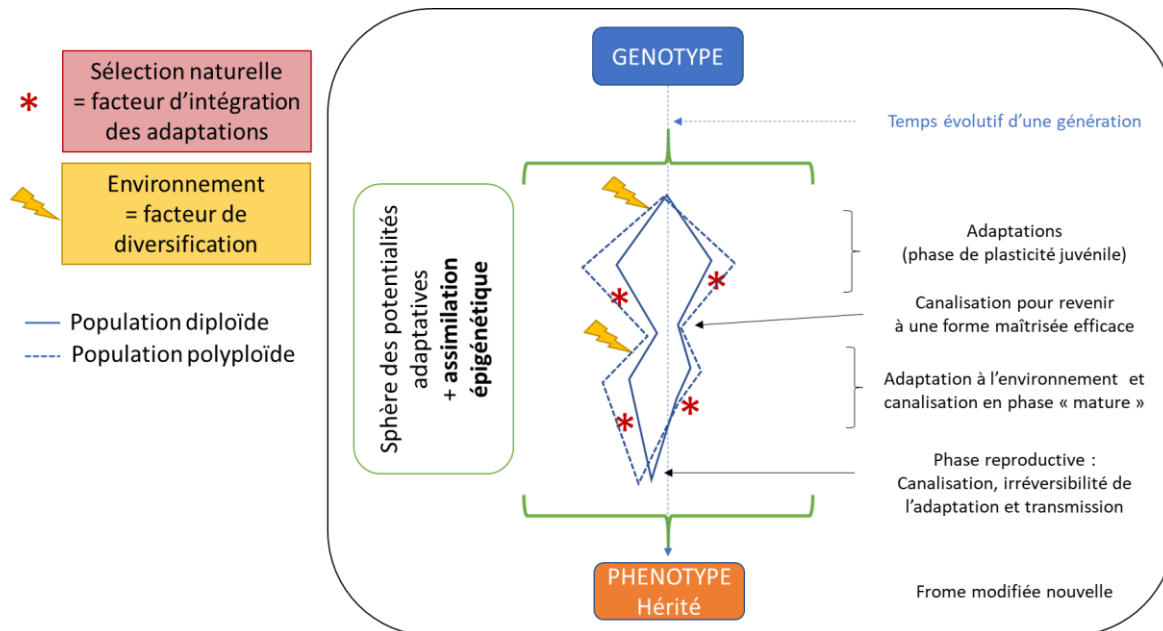 Sélection naturelle
= facteur d'intégration
des adaptations
Environnement
= facteur de
diversification
Population diploïde
Population polyploïde
GENOTYPE
Temps évolutif d'une génération
Sphère des potentialités
adaptatives
+ assimilation
épigénétique
Adaptations
(phase de plasticité juvénile)
Canalisation pour revenir
à une forme maîtrisée efficace
Adaptation à l'environnement et
canalisation en phase « mature »
Phase reproductive :
Canalisation, irréversibilité de
l'adaptation et transmission
PHENOTYPE
Hérité
Frome modifiée nouvelle